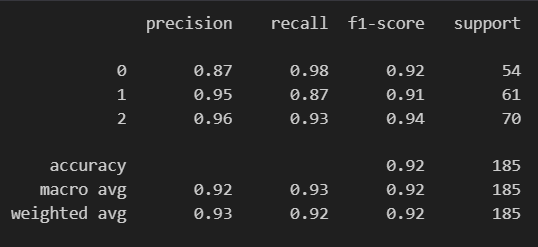 precision recall f1-score support
0 0.87 0.98 0.92 54
1 0.95 0.87 0.91 61
2 0.96 0.93 0.94 70
accuracy 0.92 185
macro avg 0.92 0.93 0.92 185
weighted avg 0.93 0.92 0.92 185